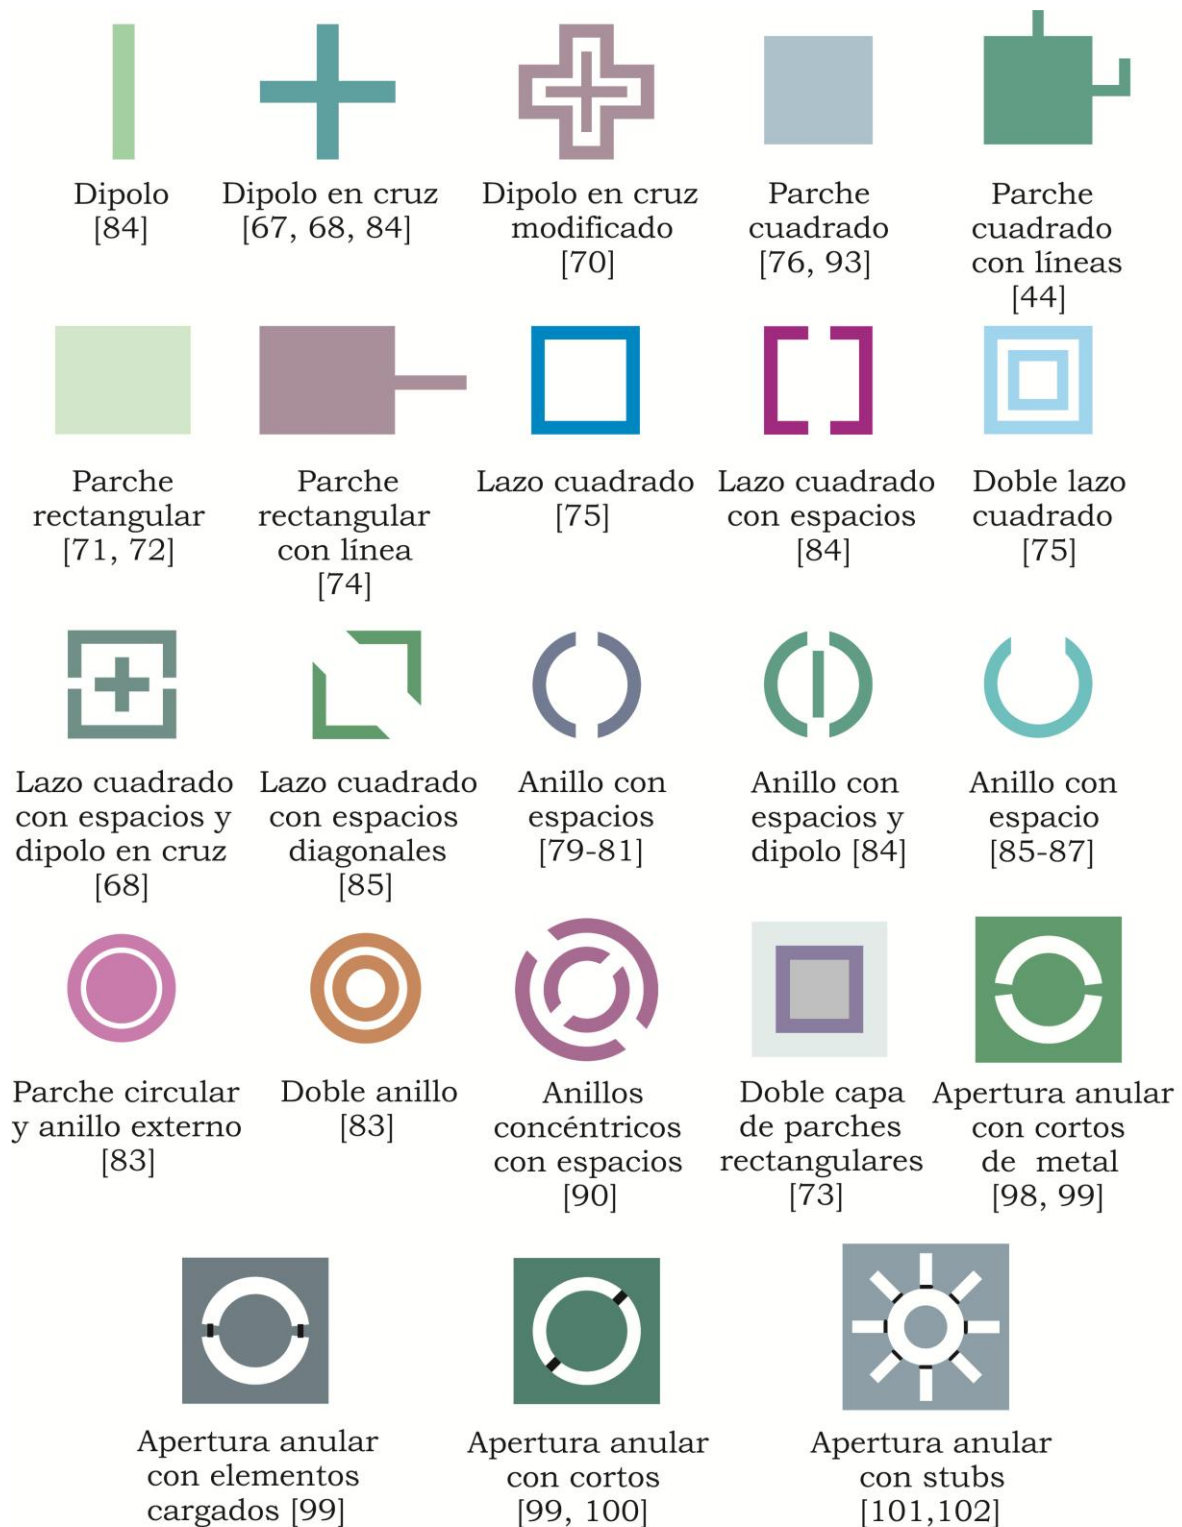 Dipolo
[84]
Dipolo en cruz
[67, 68, 84]
Dipolo en cruz
modificado
[70]
Parche
cuadrado
[76, 93]
Parche
cuadrado
con líneas
[44]
Parche
rectangular
[71, 72]
Parche
rectangular
con línea
[74]
Lazo cuadrado
[75]
Lazo cuadrado
con espacios
[84]
Doble lazo
cuadrado
[75]
Lazo cuadrado
con espacios y
dipolo en cruz
[68]
Lazo cuadrado
con espacios
diagonales
[85]
Anillo con
espacios
[79-81]
Anillo con
espacios y
dipolo [84]
Anillo con
espacio
[85-87]
Parche circular
y anillo externo
[83]
Doble anillo
[83]
Anillos
concéntricos
con espacios
[90]
Doble capa
de parches
rectangulares
[73]
Apertura anular
con cortos
de metal
[98, 99]
Apertura anular
con elementos
cargados [99]
Apertura anular
con cortos
[99, 100]
Apertura anular
con stubs
[101,102]